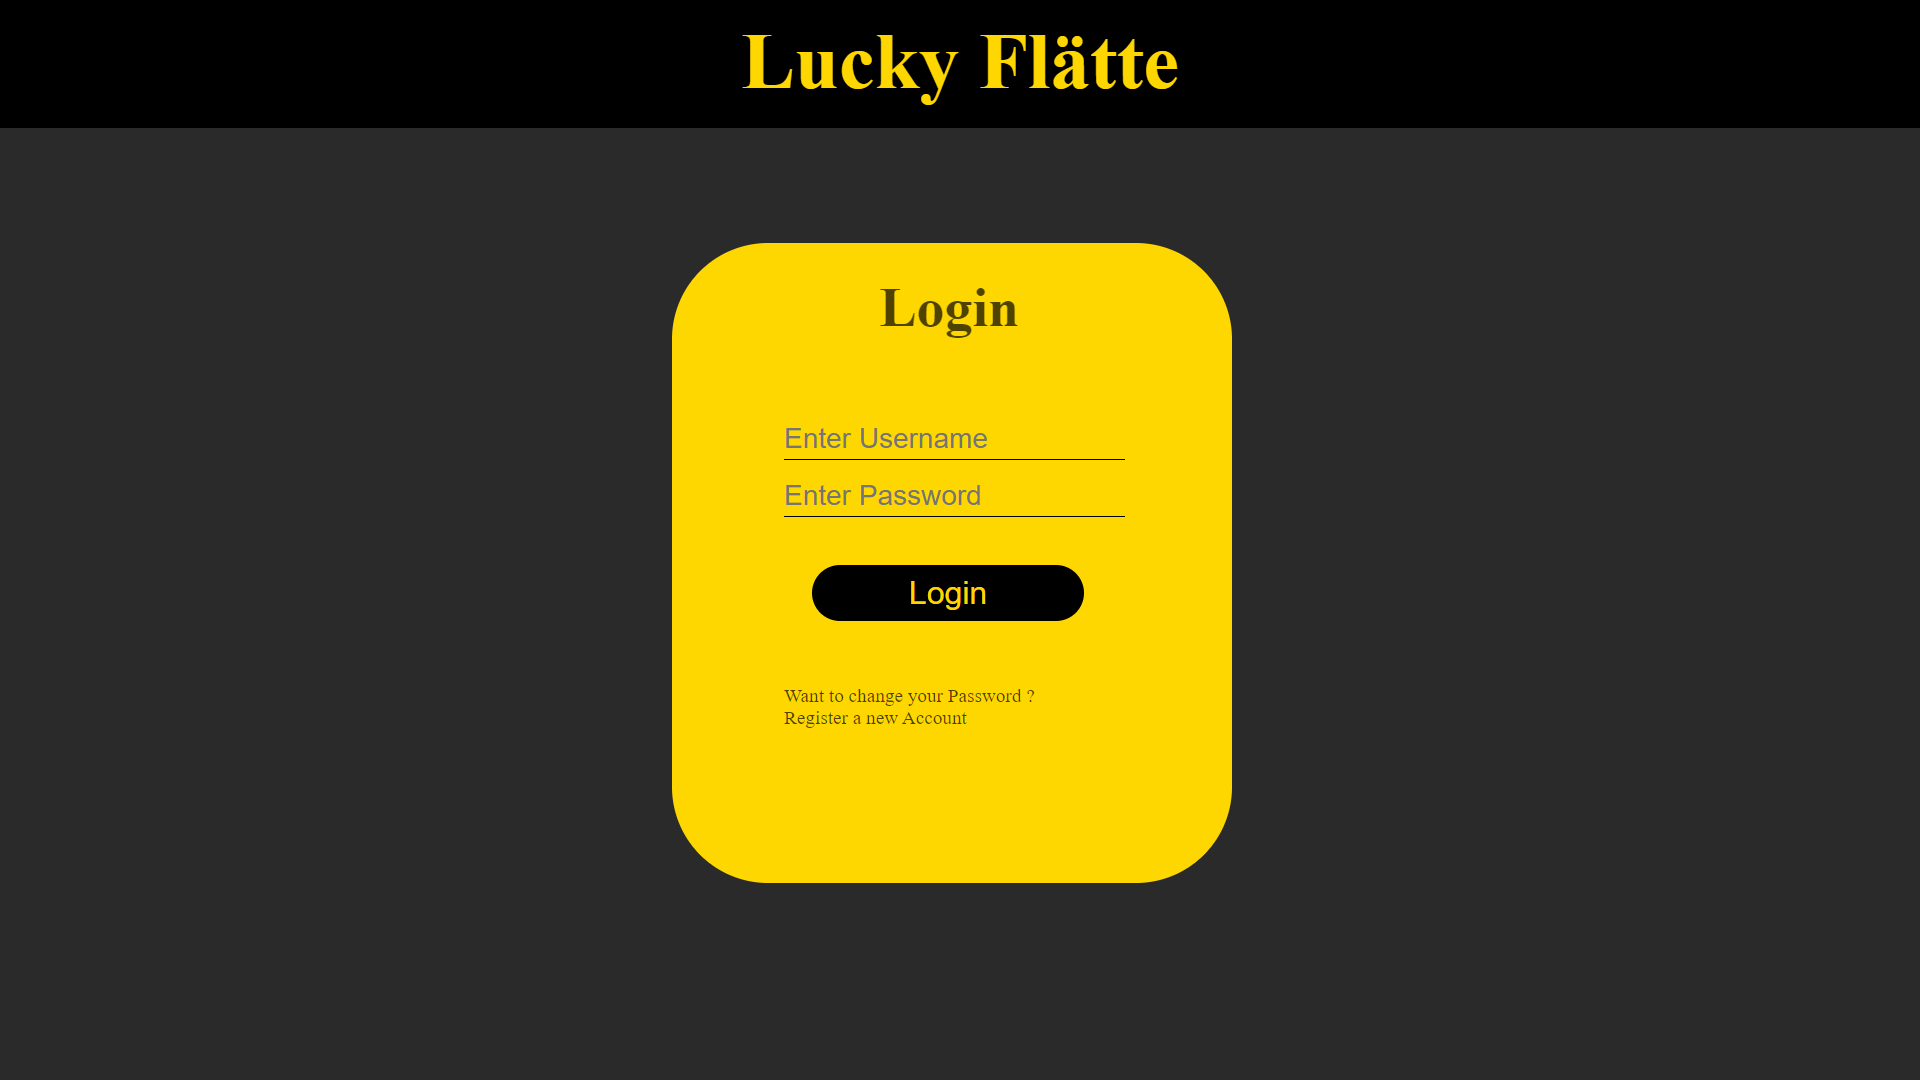 Lucky Flätte
Login
Enter Username
Enter Password
Login
Want to change your Password ?
Register a new Account